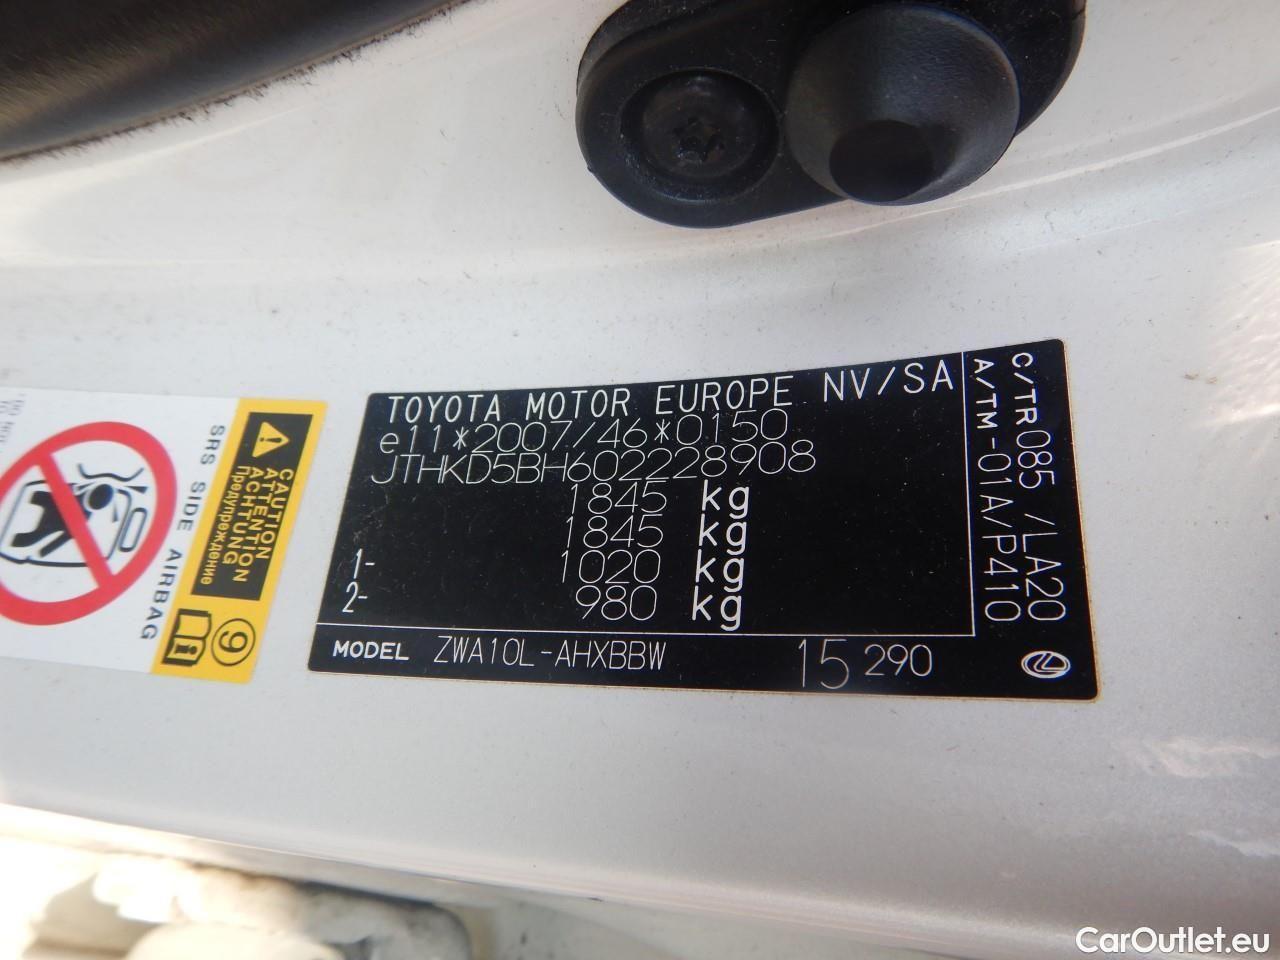 TOYOTA MOTOR EUROPE NV/SA
e11*2007/46*0150
JTHKD5BH602228908
1845 kg
1845 kg
1- 1020 kg
2- 980 kg
MODEL ZWA10L-AHXBBW 15 290
C/TR085 /LA20
A/TM-01A/P410
CAUTION
ATTENTION
ACHTUNG
Предупреждение
SRS SIDE AIRBAG
9
i
CarOutlet.eu